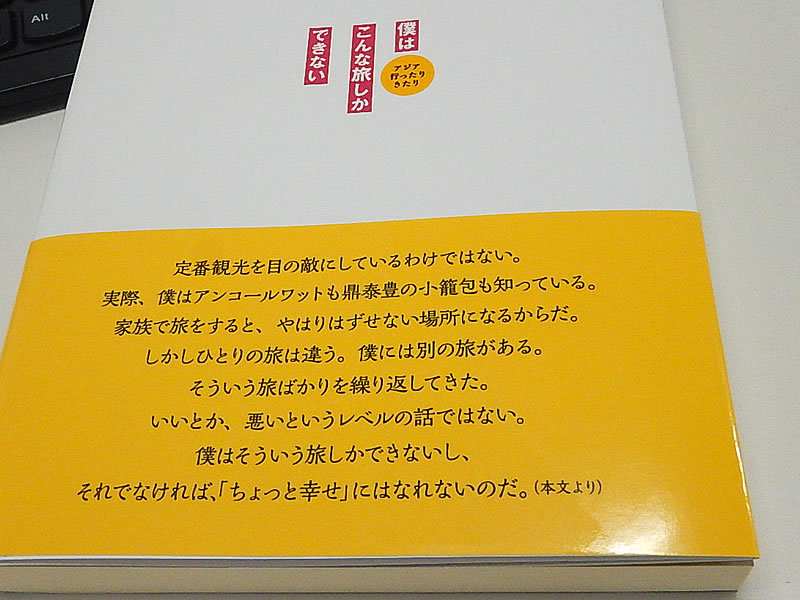 Alt
僕は
こんな旅しか
できない
アジア
行ったり
きたり
定番観光を目の敵にしているわけではない。
実際、僕はアンコールワットも鼎泰豊の小籠包も知っている。
家族で旅をすると、やはりはずせない場所になるからだ。
しかしひとりの旅は違う。僕には別の旅がある。
そういう旅ばかりを繰り返してきた。
いいとか、悪いというレベルの話ではない。
僕はそういう旅しかできないし、
それでなければ、「ちょっと幸せ」にはなれないのだ。(本文より)